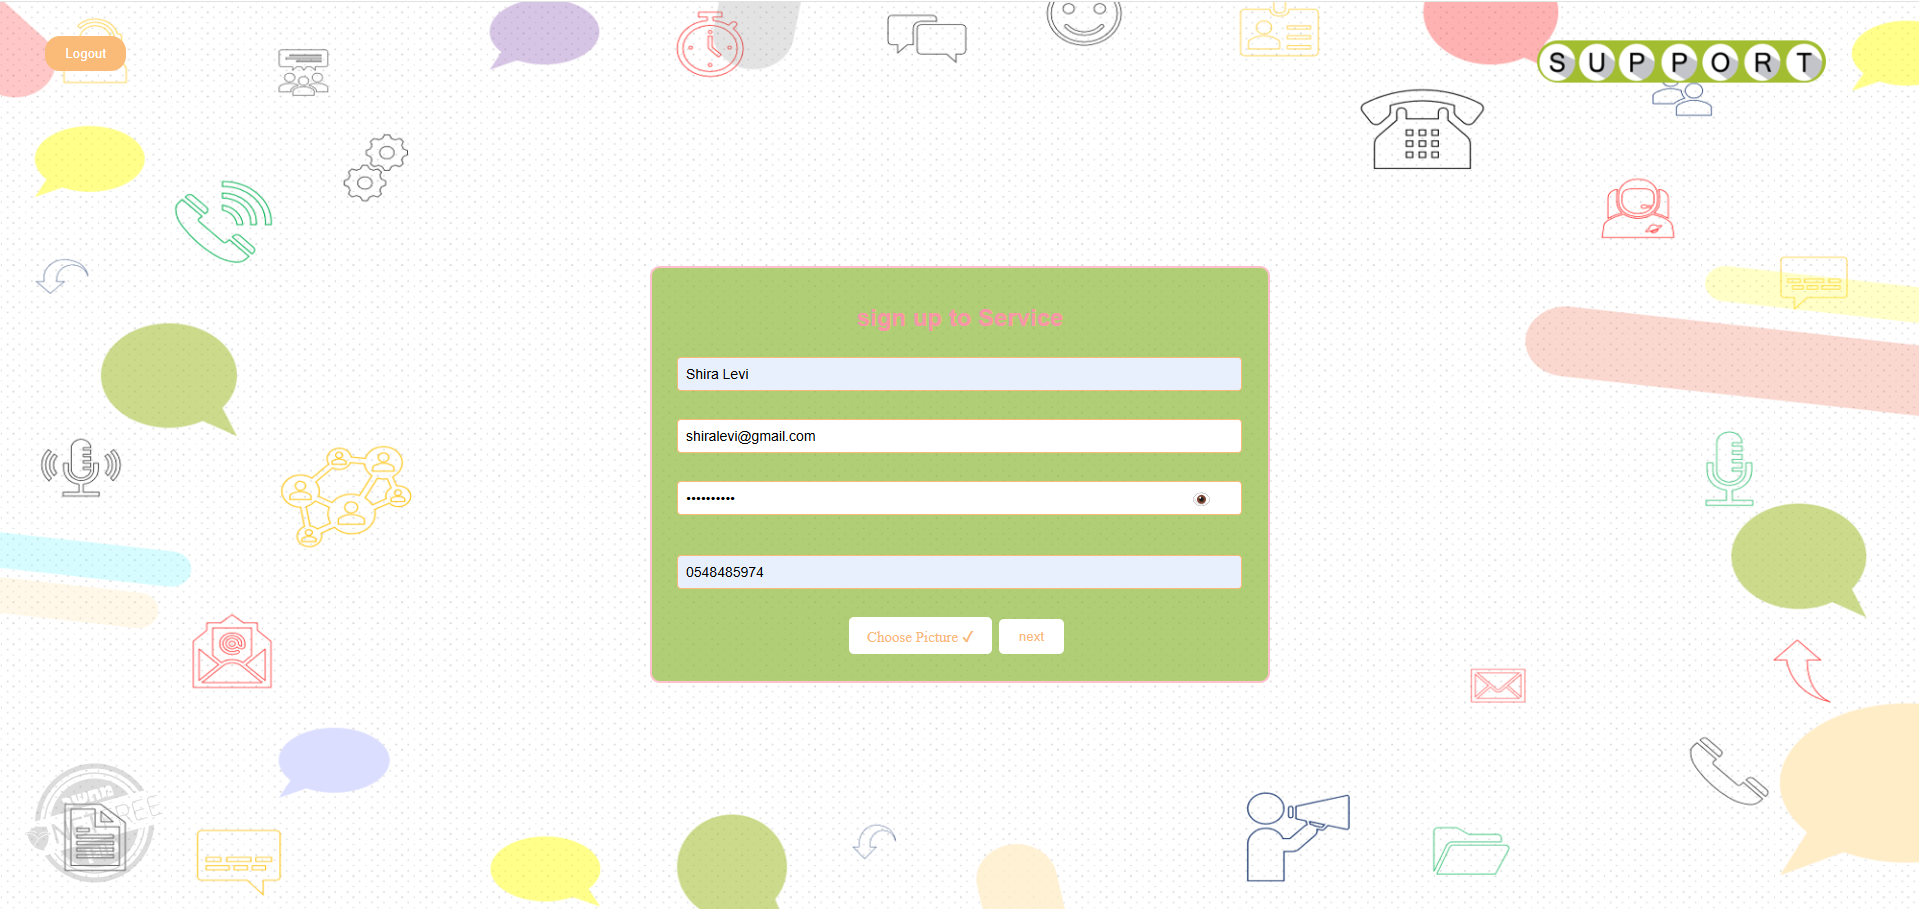 Logout
SUPPORT
sign up to Service
Shira Levi
shiralevi@gmail.com
••••••••••
0548485974
Choose Picture ✓
next